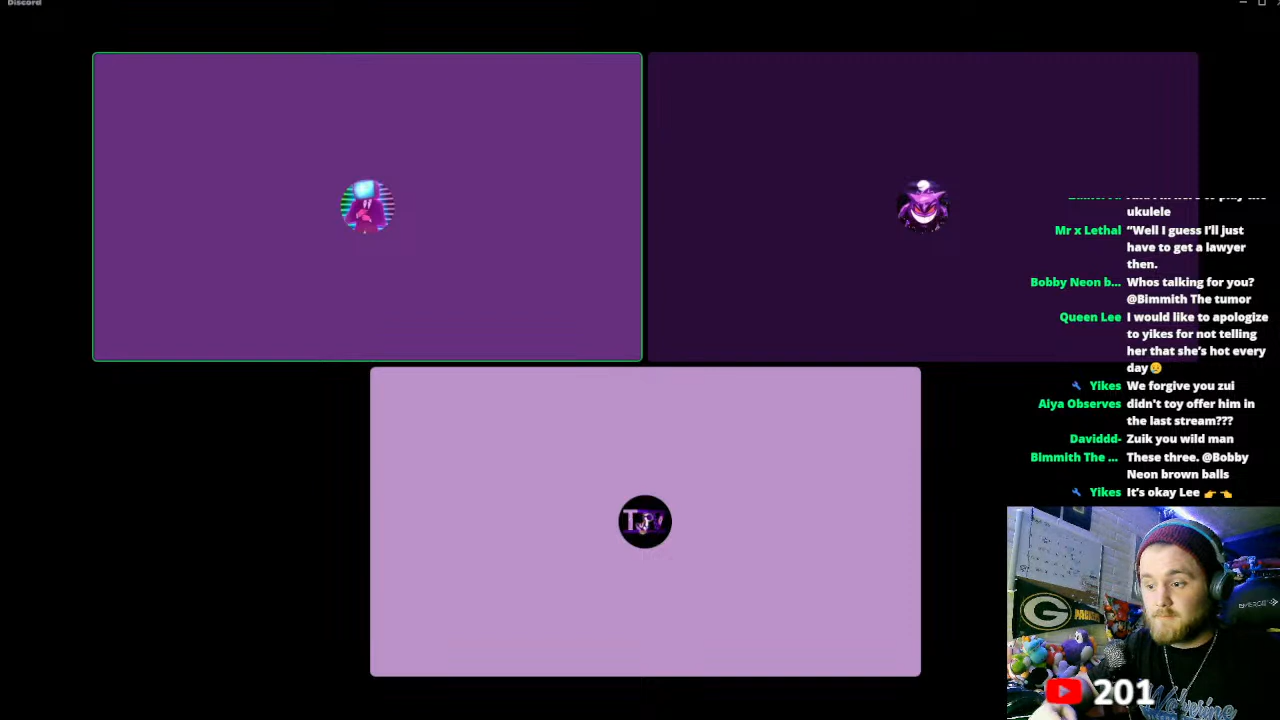 Discord
ukulele
Mr x Lethal “Well I guess I’ll just
have to get a lawyer
then.
Bobby Neon b... Whos talking for you?
@Bimmith The tumor
Queen Lee I would like to apologize
to yikes for not telling
her that she’s hot every
day😥
Yikes We forgive you zui
Aiya Observes didn't toy offer him in
the last stream???
Daviddd- Zuik you wild man
BImmith The ... These three. @Bobby
Neon brown balls
Yikes It’s okay Lee 👉 👈
G
PACKERS
EMERGE
201
Wolverine